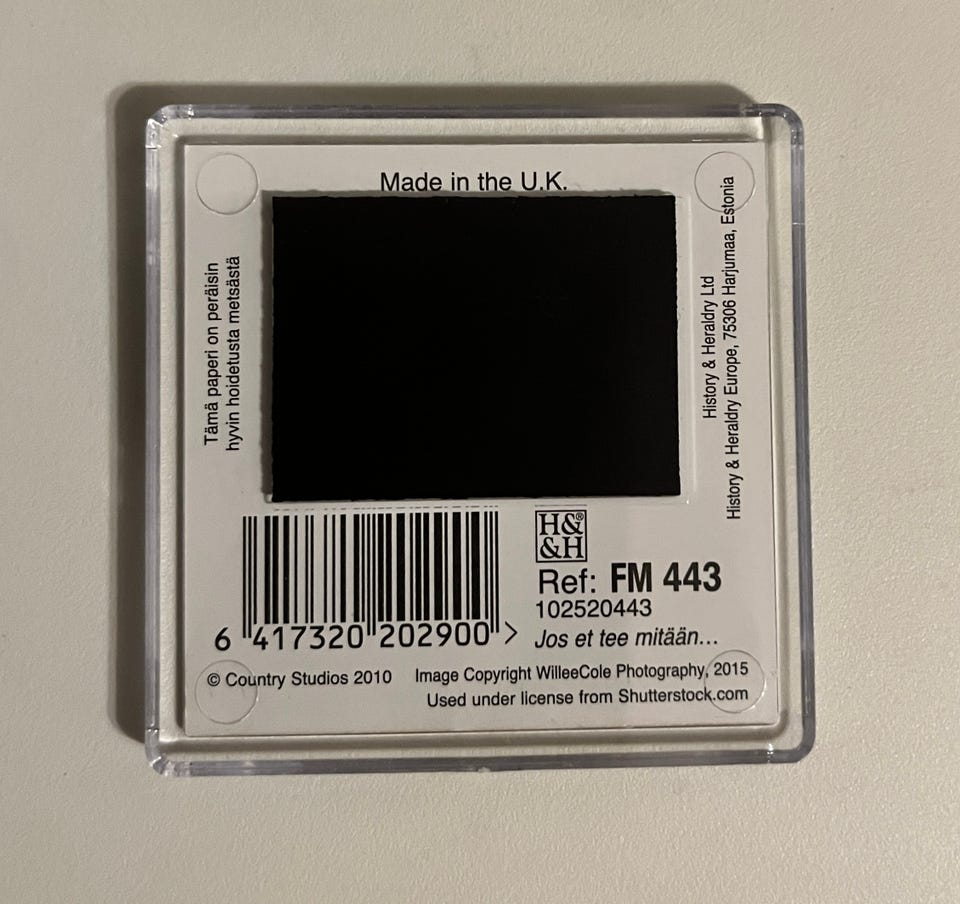 Made in the U.K.
Tämä paperi on peräisin
hyvin hoidetusta metsästä
History & Heraldry Ltd
History & Heraldry Europe, 75306 Harjumaa, Estonia
H&®
&H
Ref: FM 443
102520443
Jos et tee mitään...
6 417320 202900 >
© Country Studios 2010 Image Copyright WilleeCole Photography, 2015
Used under license from Shutterstock.com